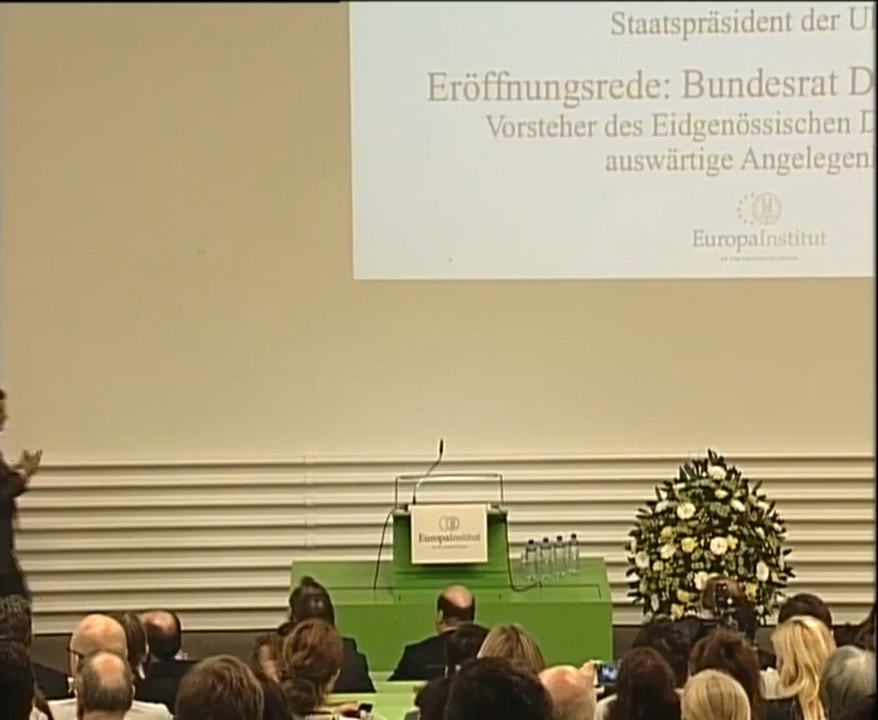 Staatspräsident der U
Eröffnungsrede: Bundesrat D
Vorsteher des Eidgenössischen D
auswärtige Angelegen
EuropaInstitut
EuropaInstitut